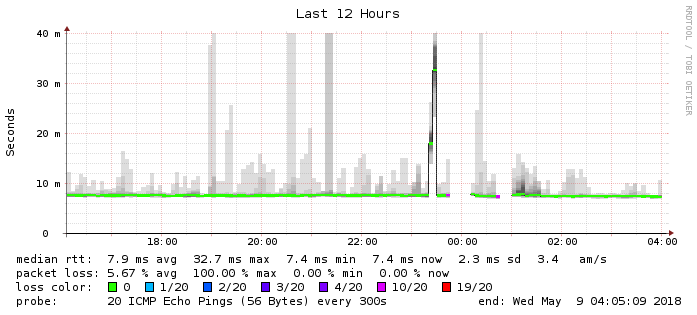 Last 12 Hours
RRDTOOL / TOBI OETIKER
Seconds
40 m
30 m
20 m
10 m
0
18:00 20:00 22:00 00:00 02:00 04:00
median rtt: 7.9 ms avg 32.7 ms max 7.4 ms min 7.4 ms now 2.3 ms sd 3.4 am/s
packet loss: 5.67 % avg 100.00 % max 0.00 % min 0.00 % now
loss color: 0 1/20 2/20 3/20 4/20 10/20 19/20
probe: 20 ICMP Echo Pings (56 Bytes) every 300s end: Wed May 9 04:05:09 2018